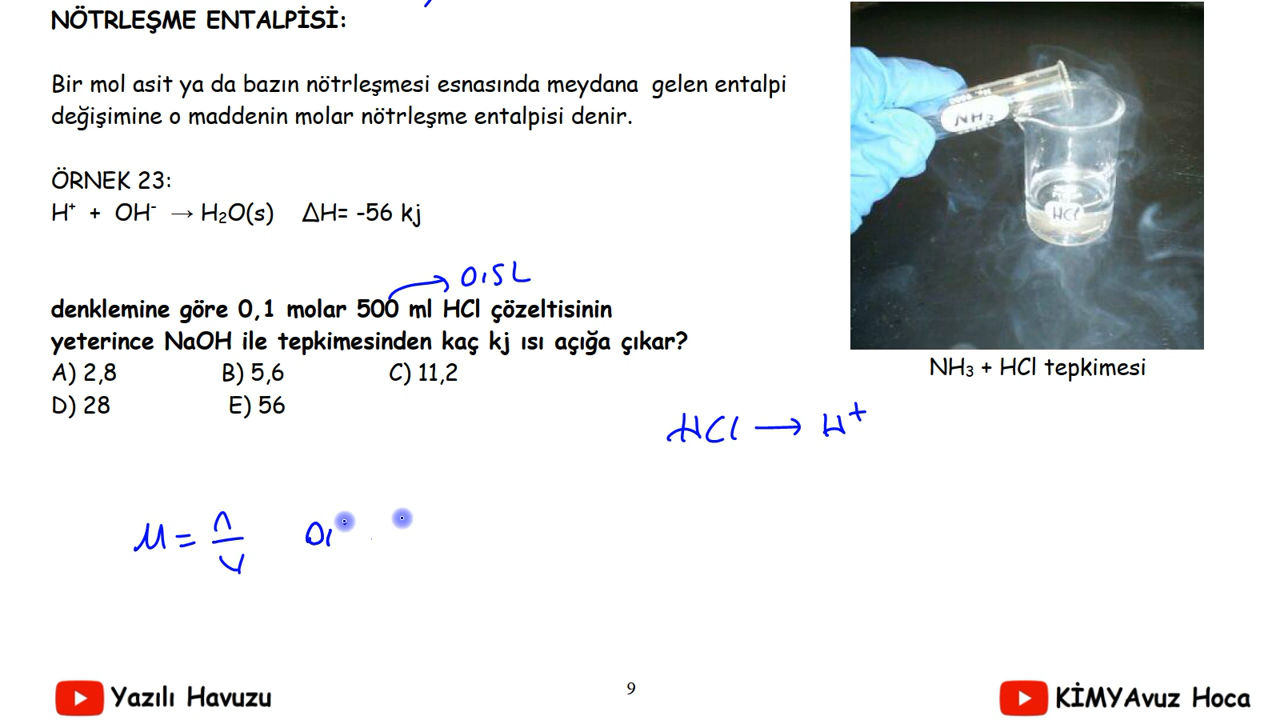 NÖTRLEŞME ENTALPİSİ:
Bir mol asit ya da bazın nötrleşmesi esnasında meydana gelen entalpi
değişimine o maddenin molar nötrleşme entalpisi denir.
ÖRNEK 23:
H⁺ + OH⁻ → H₂O(s) ΔH= -56 kj
0,5L
denklemine göre 0,1 molar 500 ml HCl çözeltisinin
yeterince NaOH ile tepkimesinden kaç kj ısı açığa çıkar?
A) 2,8 B) 5,6 C) 11,2
D) 28 E) 56
NH₃
HCl
NH₃ + HCl tepkimesi
HCl → H⁺
M = n/V 0,
Yazılı Havuzu
9
KİMYAvuz Hoca